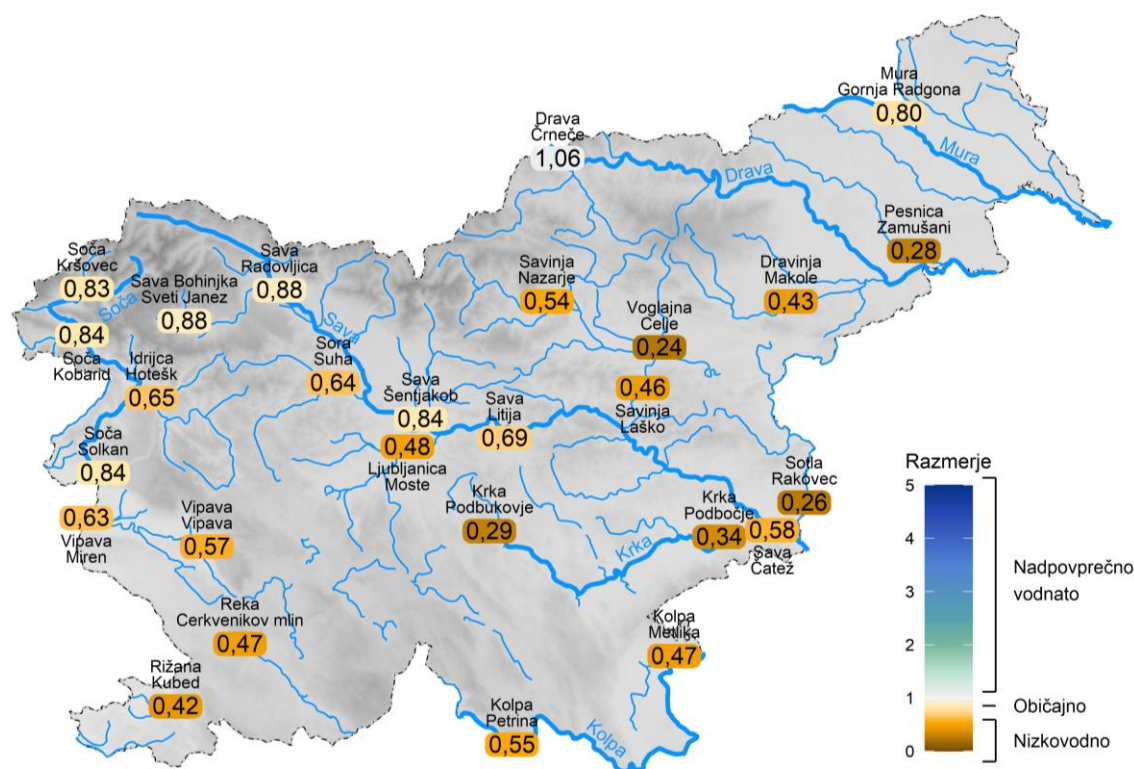 Mura
Gornja Radgona
0,80
Drava
Črneče
1,06
Drava
Mura
Pesnica
Zamušani
0,28
Soča
Kršovec
0,83
Sava Bohinjka
Sveti Janez
0,88
Sava
Radovljica
0,88
Savinja
Nazarje
0,54
Dravinja
Makole
0,43
Soča
0,84
Soča
Kobarid
Idrijca
Hotešk
0,65
Sava
Sora
Suha
0,64
Voglajna
Celje
0,24
Sava
Šentjakob
0,84
0,48
Ljubljanica
Moste
Sava
Litija
0,69
0,46
Savinja
Laško
Soča
Solkan
0,84
0,63
Vipava
Miren
Vipava
Vipava
0,57
Krka
Podbukovje
0,29
Krka
Krka
Podbočje
0,34
Sotla
Rakovec
0,26
0,58
Sava
Čatež
Reka
Cerkvenikov mlin
0,47
Rižana
Kubed
0,42
Kolpa
Metlika
0,47
Kolpa
Petrina
0,55
Kolpa
Razmerje
5
4
3
2
1
0
Nadpovprečno
vodnato
Običajno
Nizkovodno